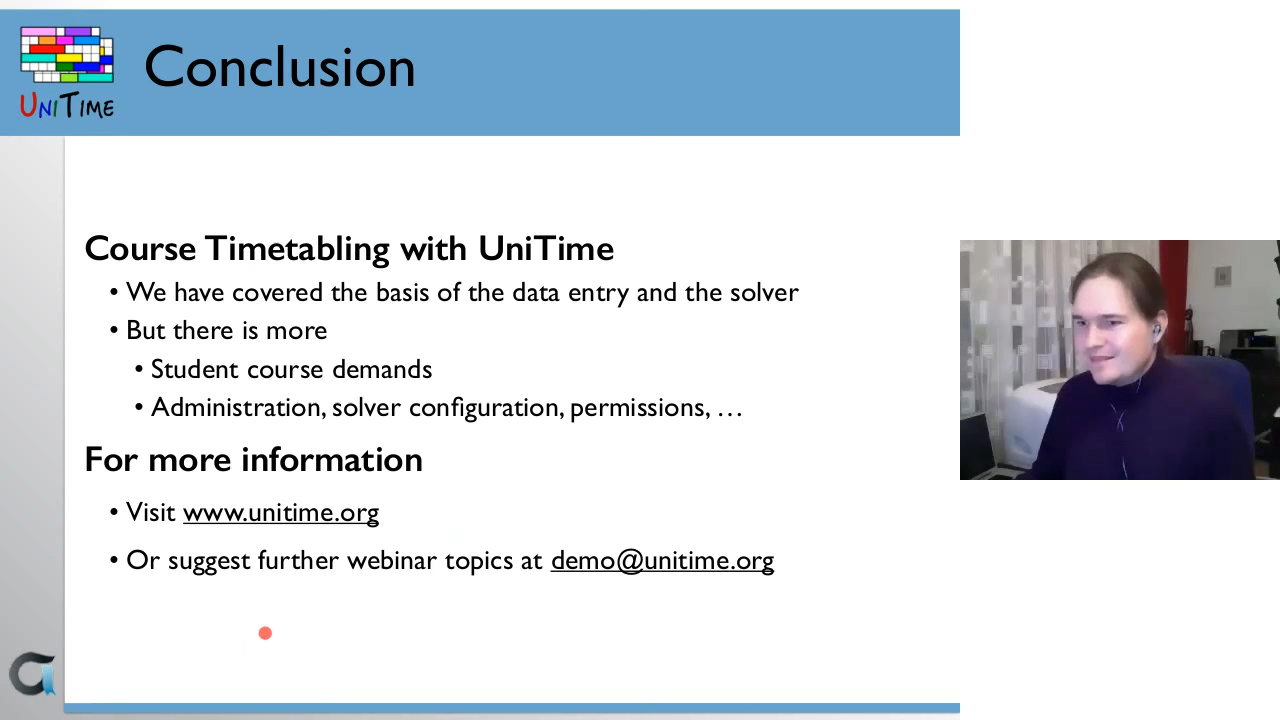 UniTime
Conclusion
Course Timetabling with UniTime
• We have covered the basis of the data entry and the solver
• But there is more
• Student course demands
• Administration, solver configuration, permissions, …
For more information
• Visit www.unitime.org
• Or suggest further webinar topics at demo@unitime.org